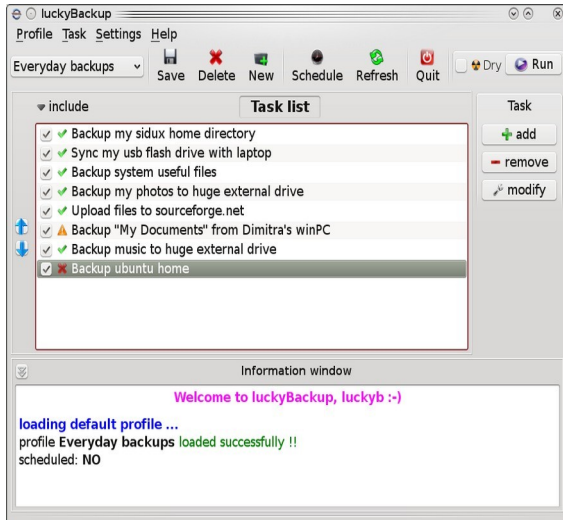 luckyBackup
Profile Task Settings Help
Everyday backups Save Delete New Schedule Refresh Quit Dry Run
include Task list Task
Backup my sidux home directory
Sync my usb flash drive with laptop
Backup system useful files
Backup my photos to huge external drive
Upload files to sourceforge.net
Backup "My Documents" from Dimitra's winPC
Backup music to huge external drive
Backup ubuntu home
add
remove
modify
Information window
Welcome to luckyBackup, luckyb :-)
loading default profile ...
profile Everyday backups loaded successfully !!
scheduled: NO